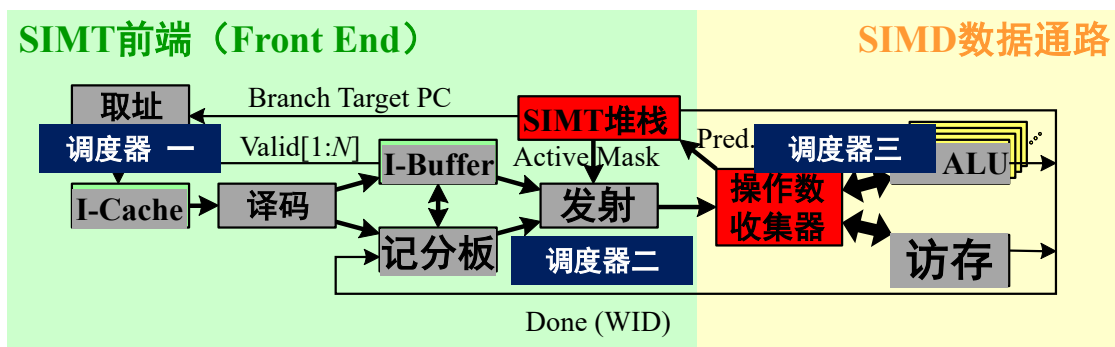 SIMT前端（Front End）
SIMD数据通路
取址
Branch Target PC
SIMT堆栈
调度器 一
Valid[1:N]
I-Buffer
Active Mask
Pred.
调度器三
ALU
I-Cache
译码
发射
操作数
收集器
记分板
调度器二
访存
Done (WID)